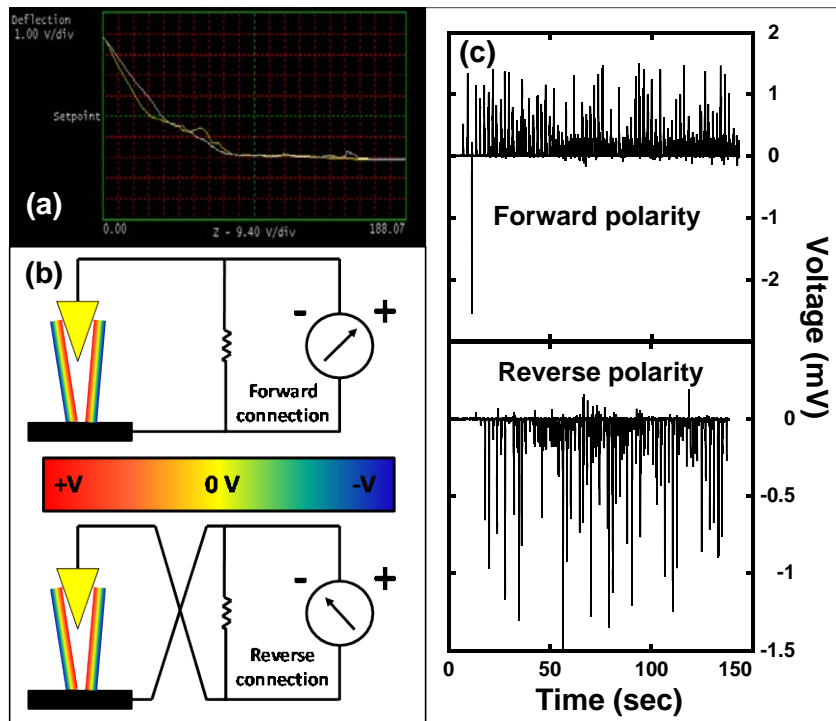 Deflection
1.00 V/div
Setpoint
(a)
0.00
z - 9.40 V/div
188.07
(b)
-
+
Forward
connection
+V
0 V
-V
-
+
Reverse
connection
(c)
2
1
0
-1
-2
Forward polarity
Reverse polarity
0
-0.5
-1
-1.5
Voltage (mV)
0
50
100
150
Time (sec)